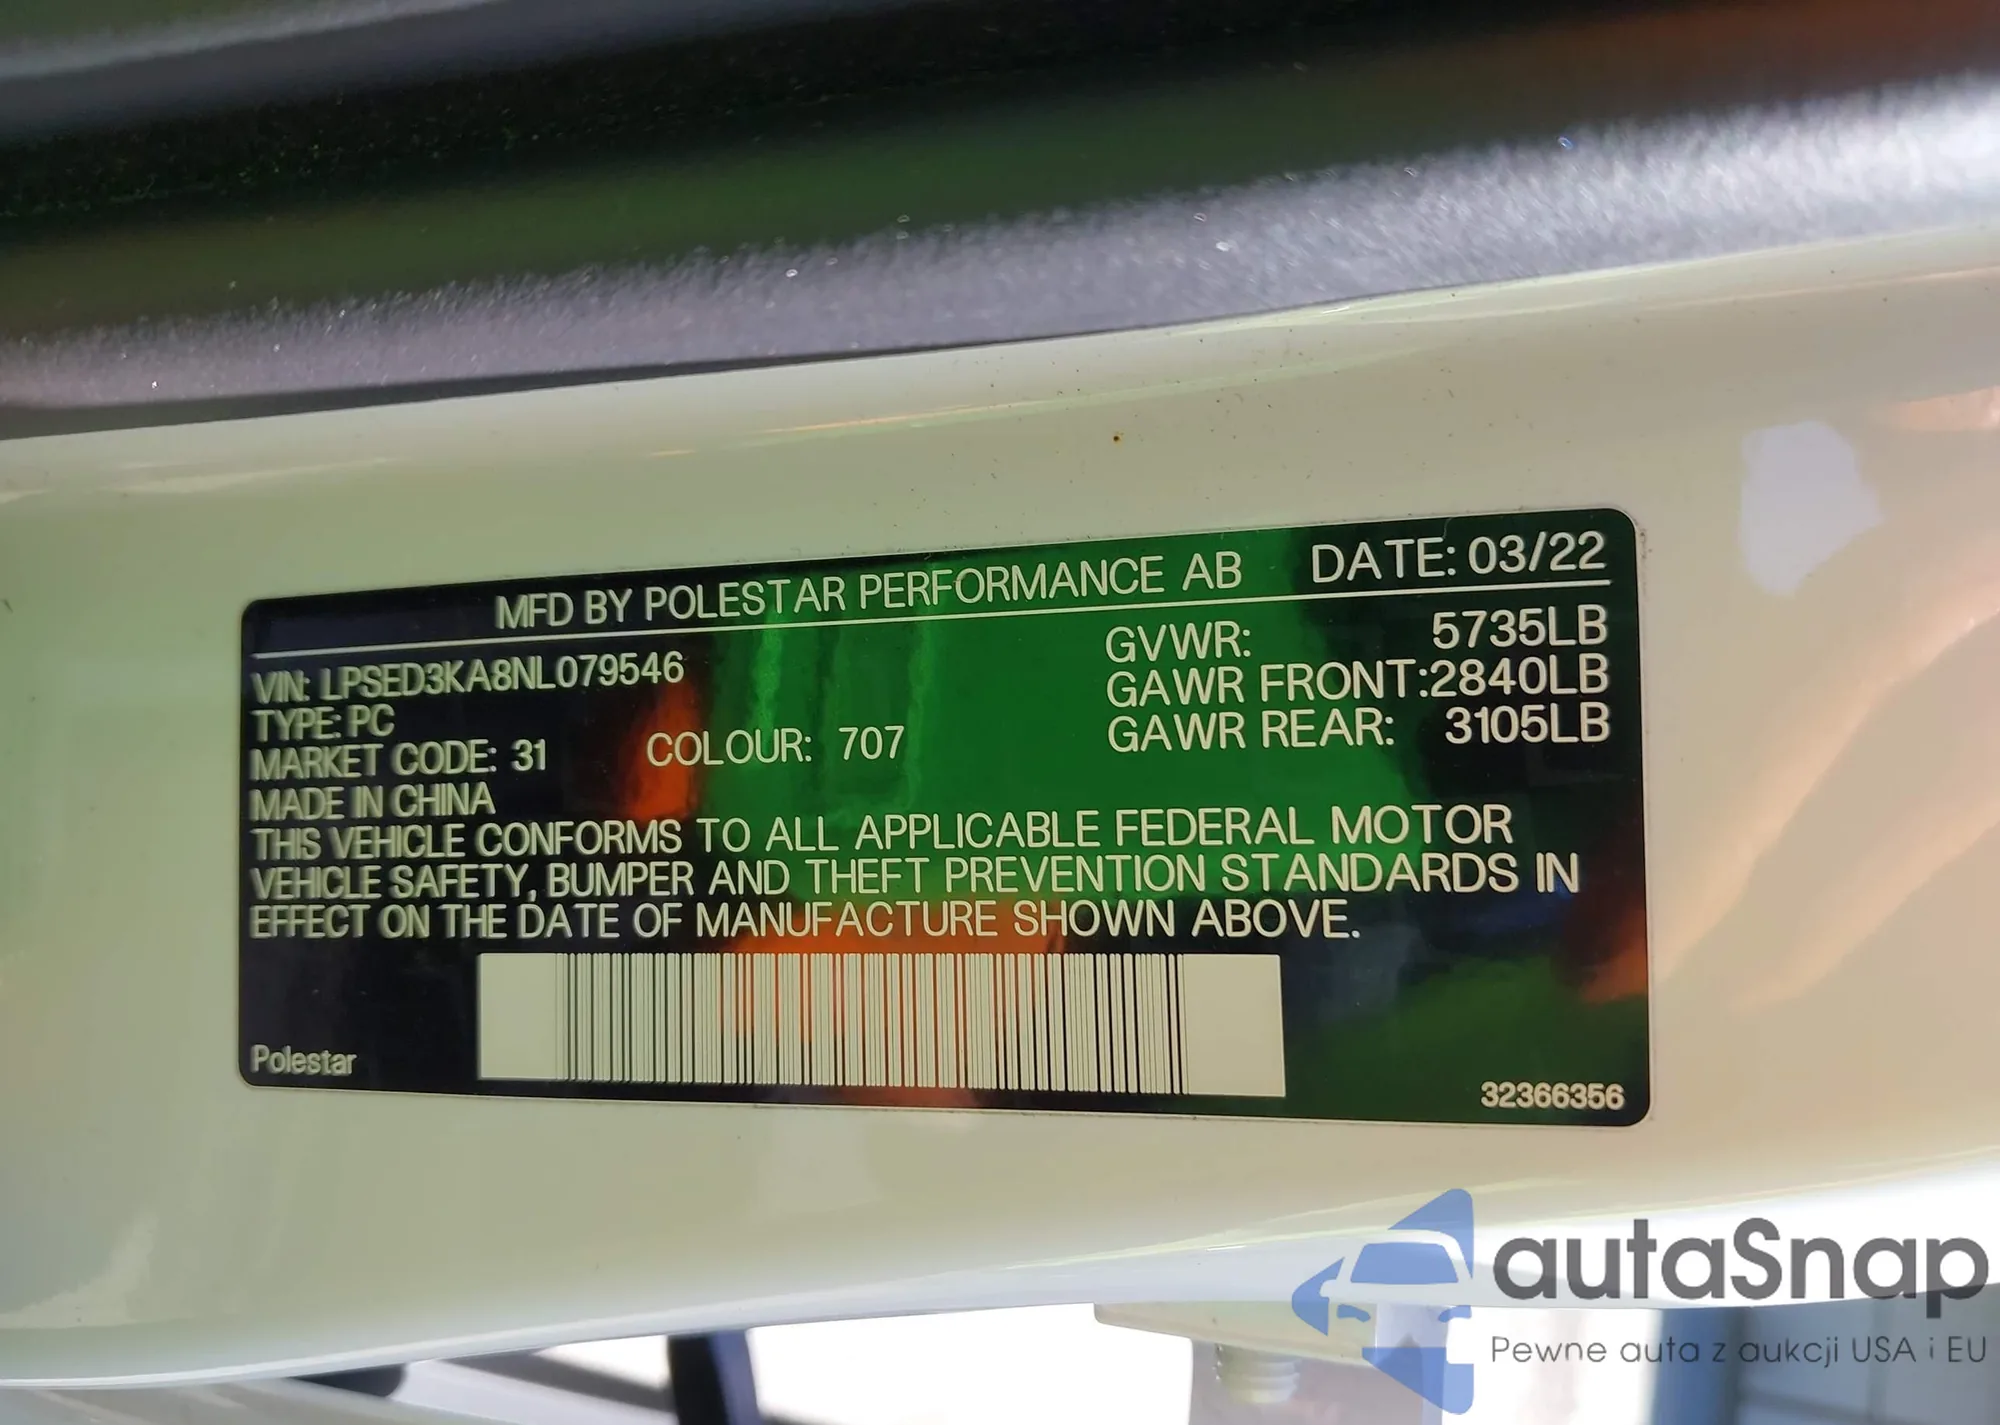 MFD BY POLESTAR PERFORMANCE AB DATE: 03/22
VIN: LPSED3KA8NL079546
GVWR: 5735LB
TYPE: PC
GAWR FRONT:2840LB
MARKET CODE: 31 COLOUR: 707
GAWR REAR: 3105LB
MADE IN CHINA
THIS VEHICLE CONFORMS TO ALL APPLICABLE FEDERAL MOTOR
VEHICLE SAFETY, BUMPER AND THEFT PREVENTION STANDARDS IN
EFFECT ON THE DATE OF MANUFACTURE SHOWN ABOVE.
Polestar
32366356
autaSnap
Pewne auta z aukcji USA i EU